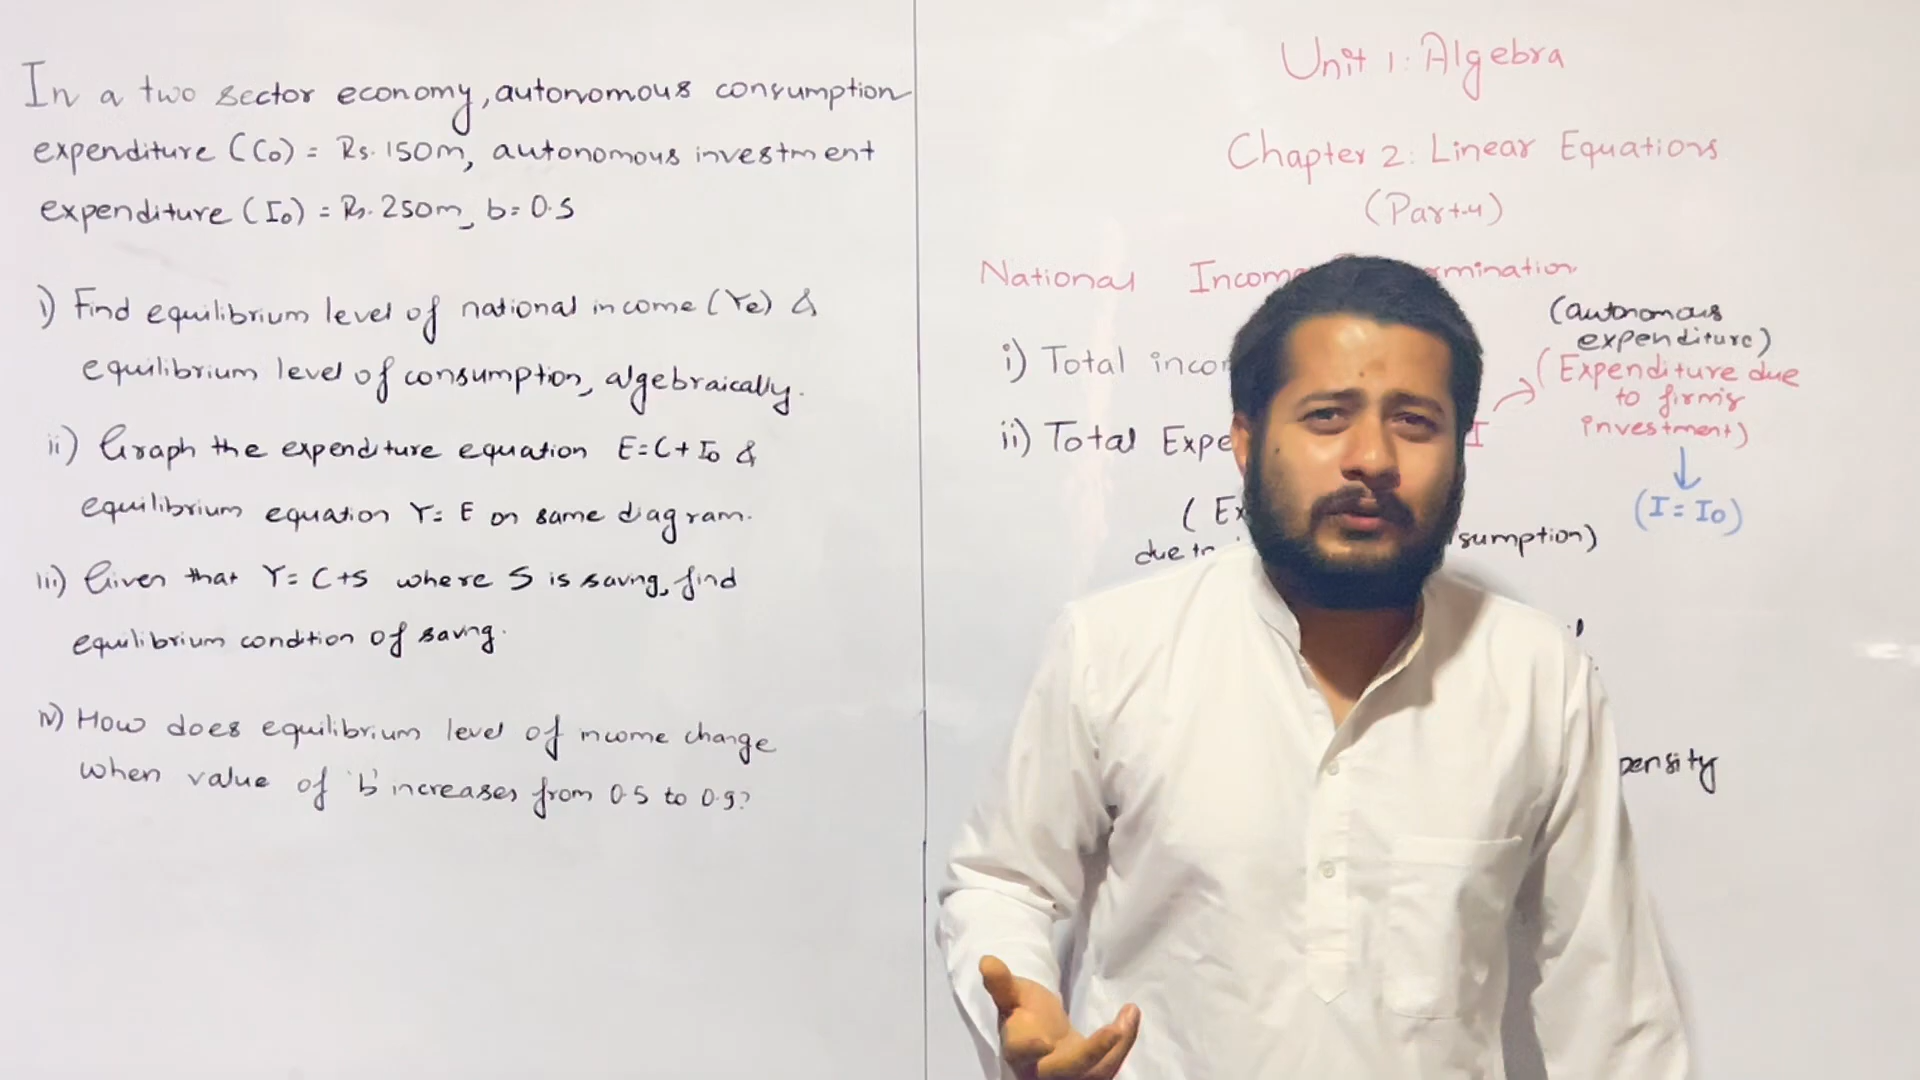 In a two sector economy, autonomous consumption
expenditure (C0) = Rs. 150m, autonomous investment
expenditure (I0) = Rs. 250m, b= 0.5
i) Find equilibrium level of national income (Ye) &
equilibrium level of consumption, algebraically.
ii) Graph the expenditure equation E=C+I0 &
equilibrium equation Y= E on same diagram.
iii) Given that Y= C+S where S is saving, find
equilibrium condition of saving.
iv) How does equilibrium level of income change
when value of 'b' increases from 0.5 to 0.9?
Unit 1: Algebra
Chapter 2: Linear Equations
(Part-4)
National Income
i) Total
ii) Total
I
(autonomous
expenditure)
(Expenditure due
to firm's
investment)
(I = I0)
due